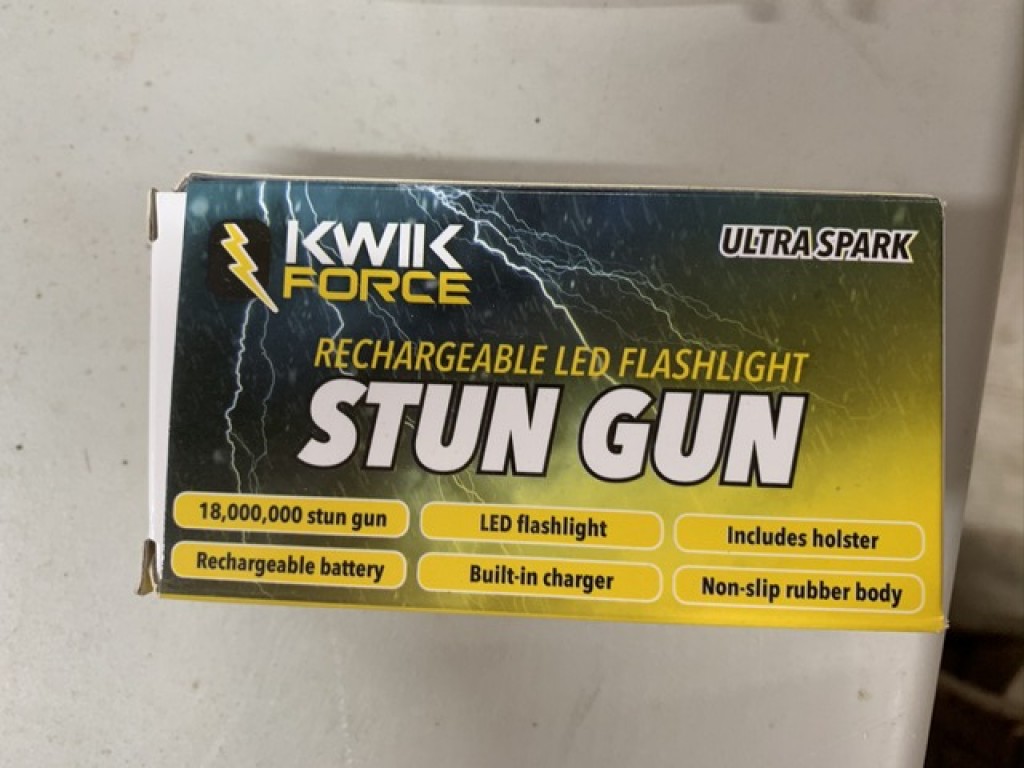 KWIK
FORCE
ULTRA SPARK
RECHARGEABLE LED FLASHLIGHT
STUN GUN
18,000,000 stun gun
LED flashlight
Includes holster
Rechargeable battery
Built-in charger
Non-slip rubber body